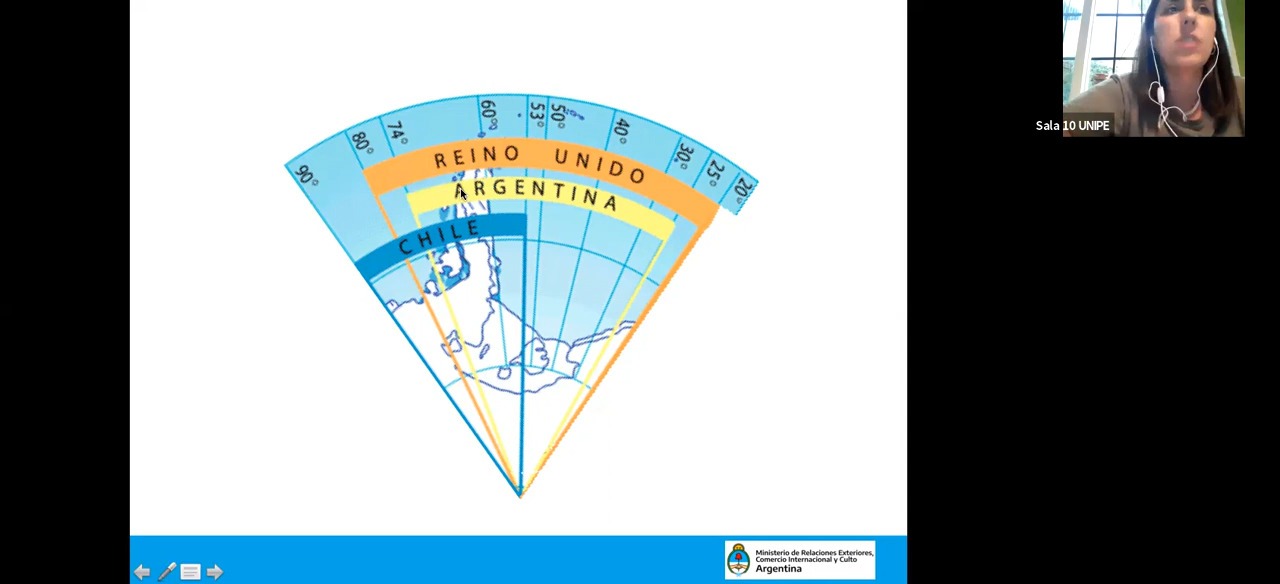 90°
80°
74°
60°
53°
50°
40°
30°
25°
20°
REINO UNIDO
ARGENTINA
CHILE
Sala 10 UNIPE
Ministerio de Relaciones Exteriores,
Comercio Internacional y Culto
Argentina